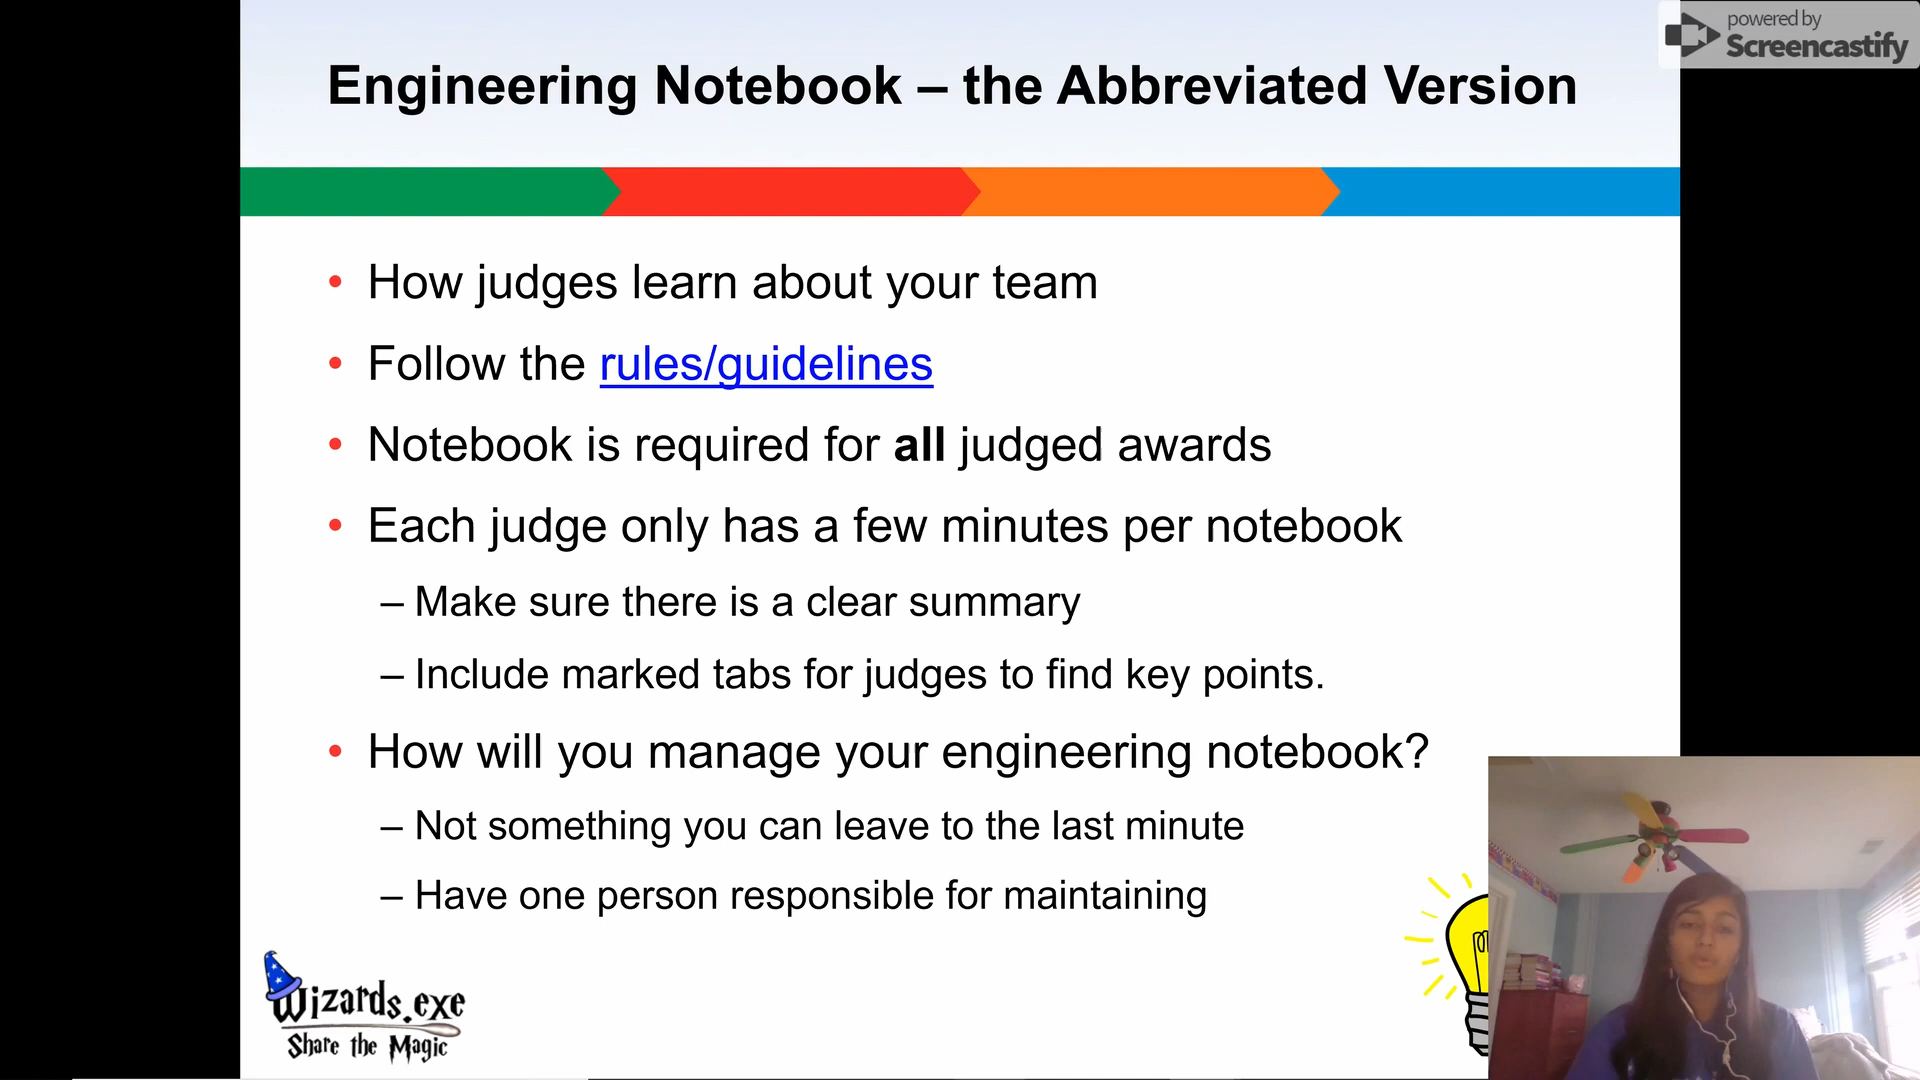 powered by
Screencastify
Engineering Notebook – the Abbreviated Version
• How judges learn about your team
• Follow the rules/guidelines
• Notebook is required for all judged awards
• Each judge only has a few minutes per notebook
– Make sure there is a clear summary
– Include marked tabs for judges to find key points.
• How will you manage your engineering notebook?
– Not something you can leave to the last minute
– Have one person responsible for maintaining
Wizards.exe
Share the Magic